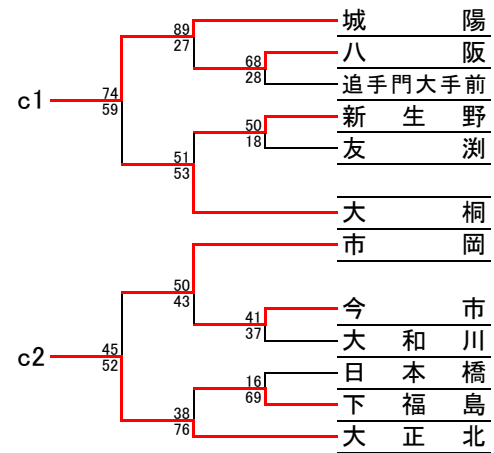 城陽
89
27
八阪
68
28
追手門大手前
c1
74
59
新生野
50
18
友渕
51
53
大桐
市岡
50
43
今市
41
37
大和川
c2
45
52
日本橋
16
69
下福島
38
76
大正北